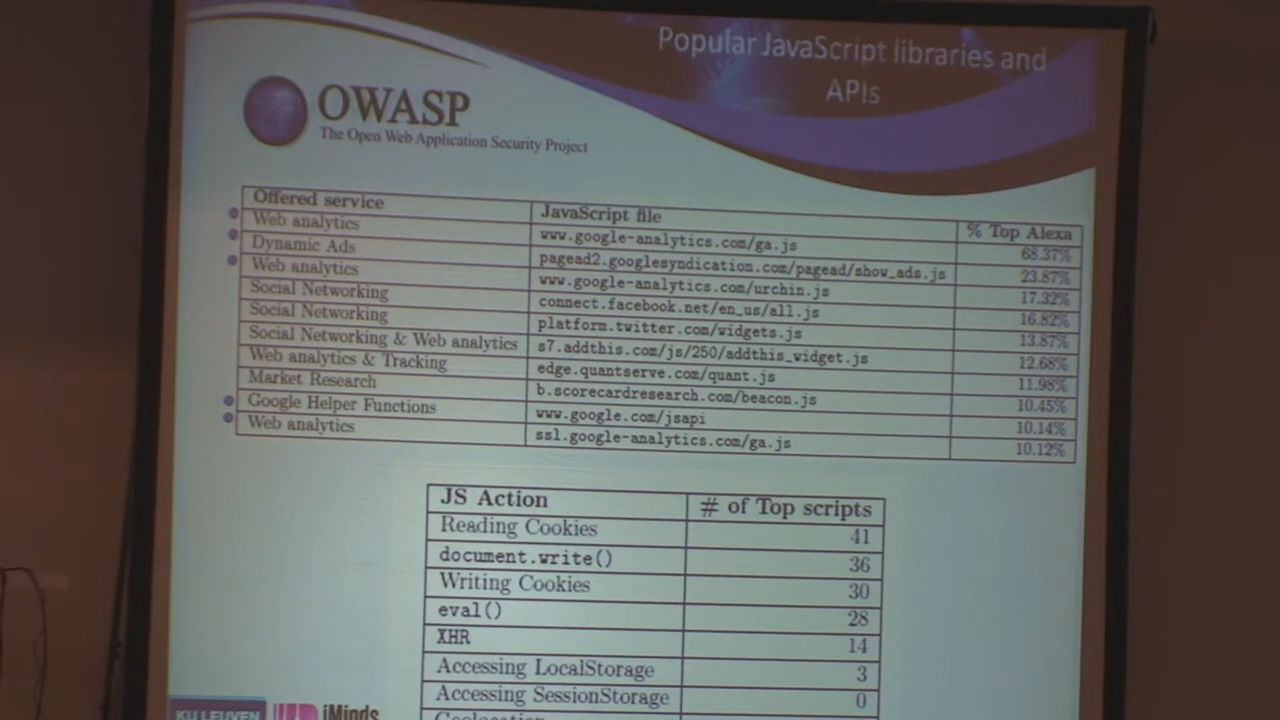 Popular JavaScript libraries and
APIs
OWASP
The Open Web Application Security Project
Offered service JavaScript file % Top Alexa
Web analytics www.google-analytics.com/ga.js 68.37%
Dynamic Ads pagead2.googlesyndication.com/pagead/show_ads.js 23.87%
Web analytics www.google-analytics.com/urchin.js 17.32%
Social Networking connect.facebook.net/en_us/all.js 16.82%
Social Networking platform.twitter.com/widgets.js 13.87%
Social Networking & Web analytics s7.addthis.com/js/250/addthis_widget.js 12.68%
Web analytics & Tracking edge.quantserve.com/quant.js 11.98%
Market Research b.scorecardresearch.com/beacon.js 10.45%
Google Helper Functions www.google.com/jsapi 10.14%
Web analytics ssl.google-analytics.com/ga.js 10.12%
JS Action # of Top scripts
Reading Cookies 41
document.write() 36
Writing Cookies 30
eval() 28
XHR 14
Accessing LocalStorage 3
Accessing SessionStorage 0
Geolocation
KU LEUVEN iMinds